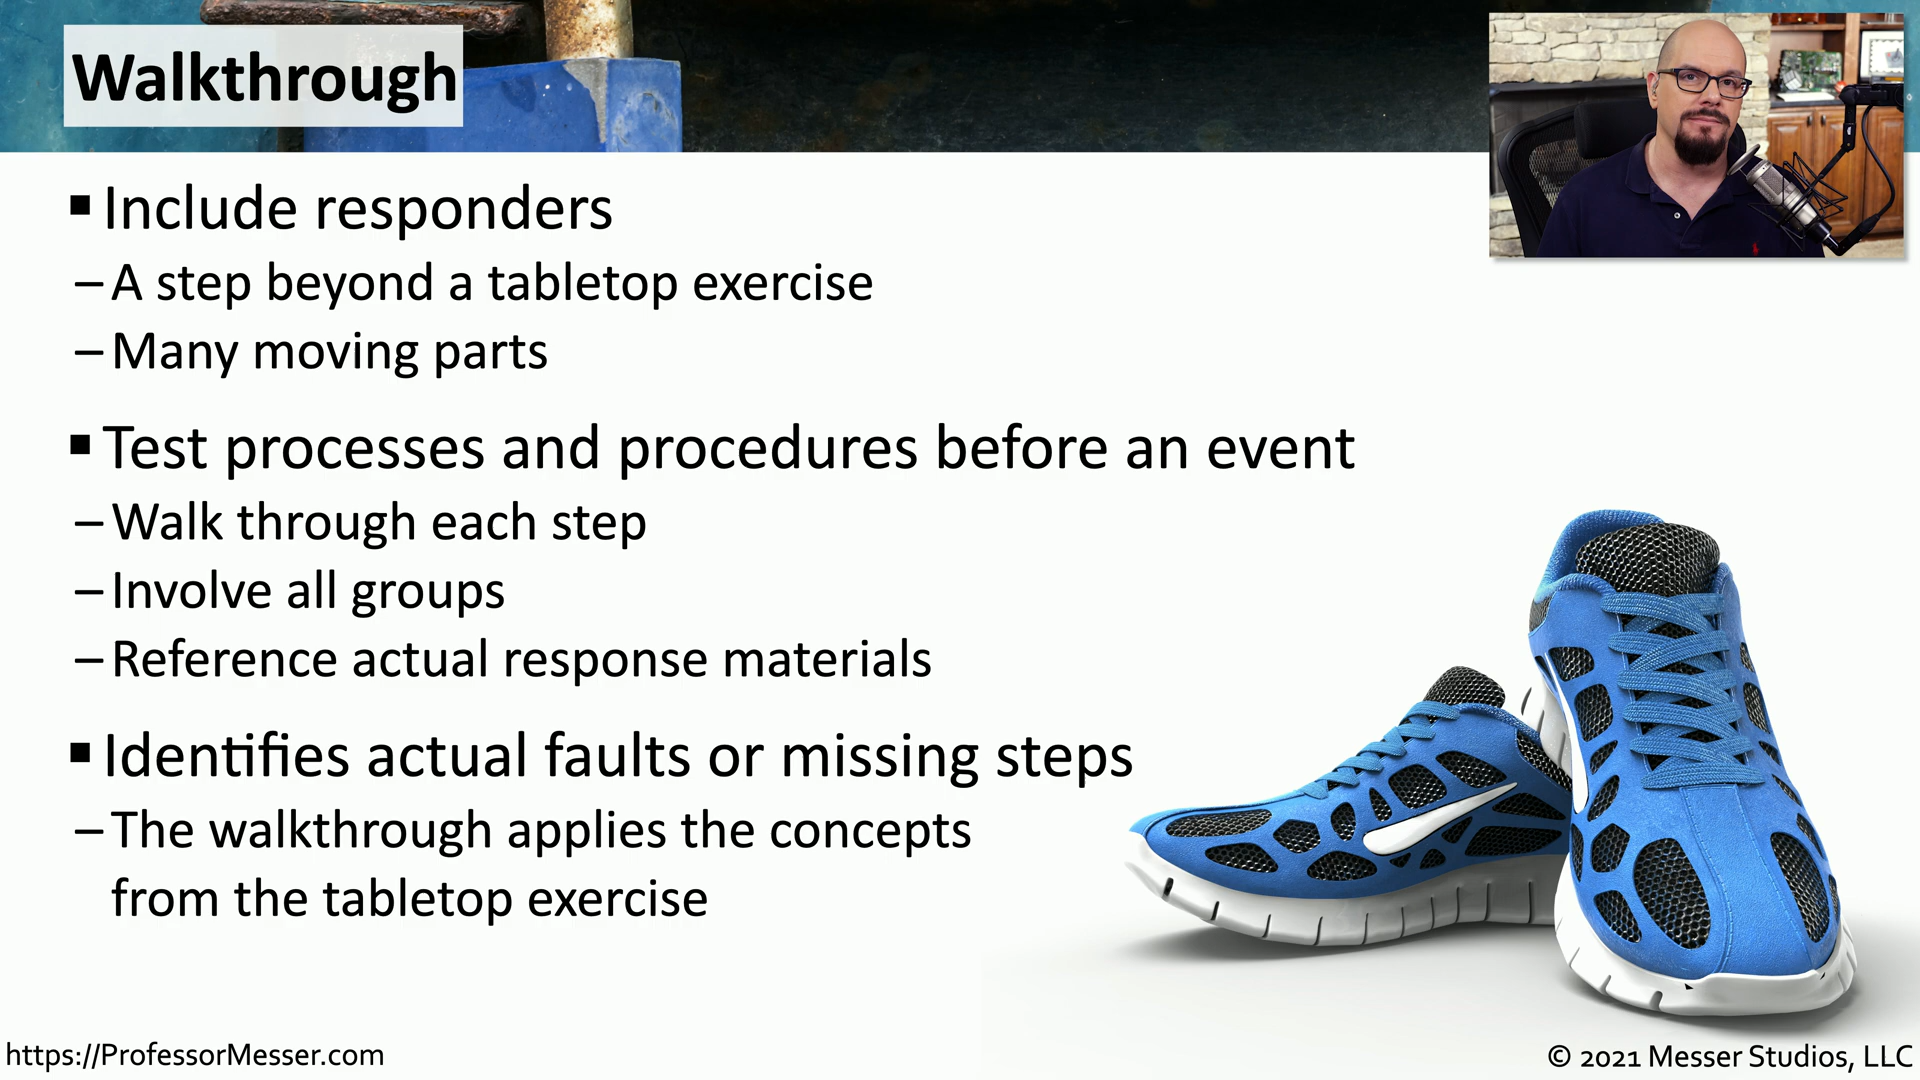 Walkthrough
▪ Include responders
– A step beyond a tabletop exercise
– Many moving parts
▪ Test processes and procedures before an event
– Walk through each step
– Involve all groups
– Reference actual response materials
▪ Identifies actual faults or missing steps
– The walkthrough applies the concepts
from the tabletop exercise
https://ProfessorMesser.com
© 2021 Messer Studios, LLC